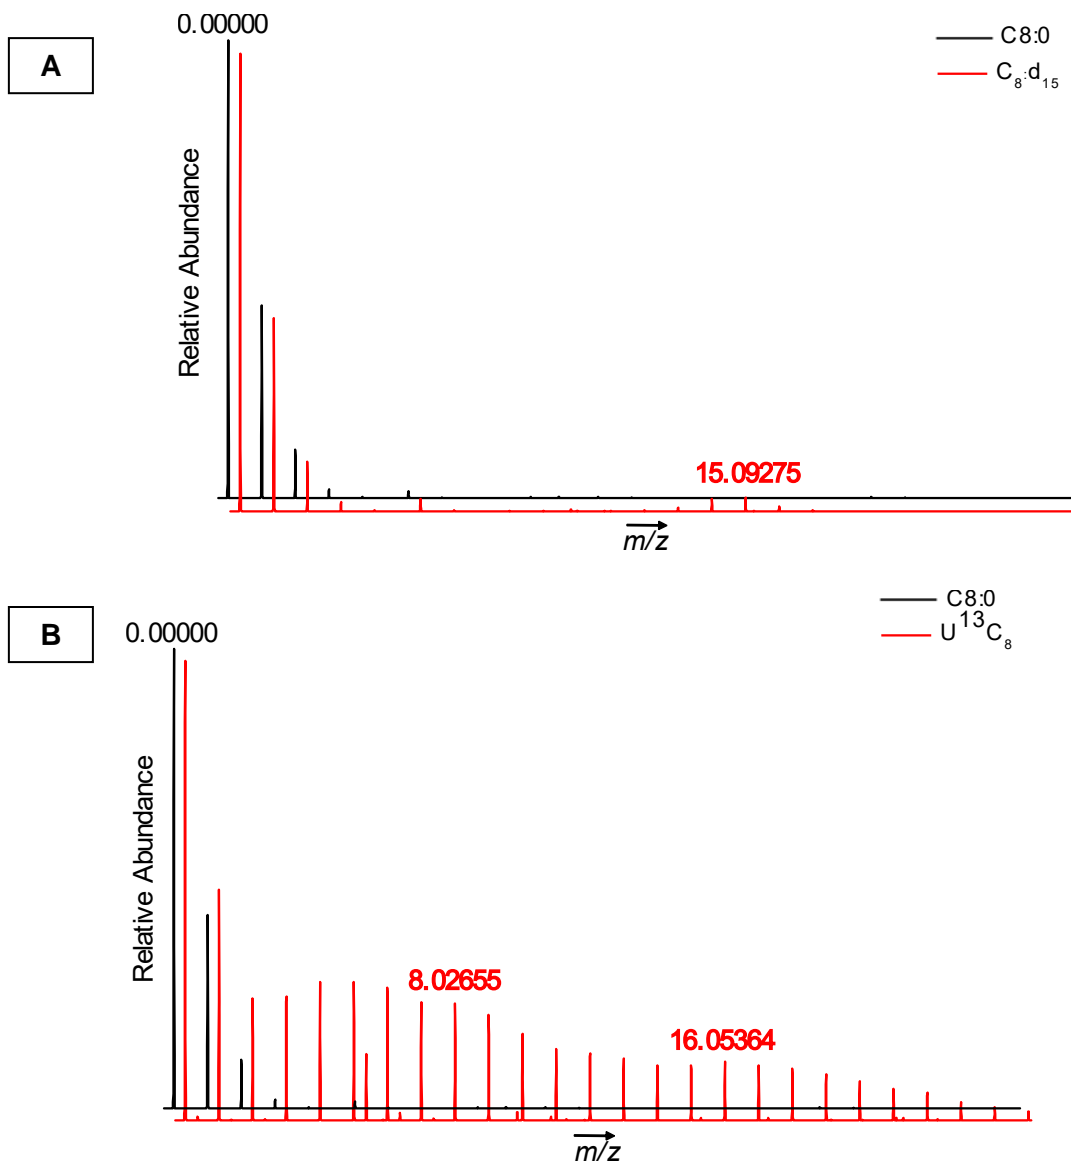 A
0.00000
C8:0
C₈:d₁₅
Relative Abundance
15.09275
m/z
B
0.00000
C8:0
U ¹³C₈
Relative Abundance
8.02655
16.05364
m/z